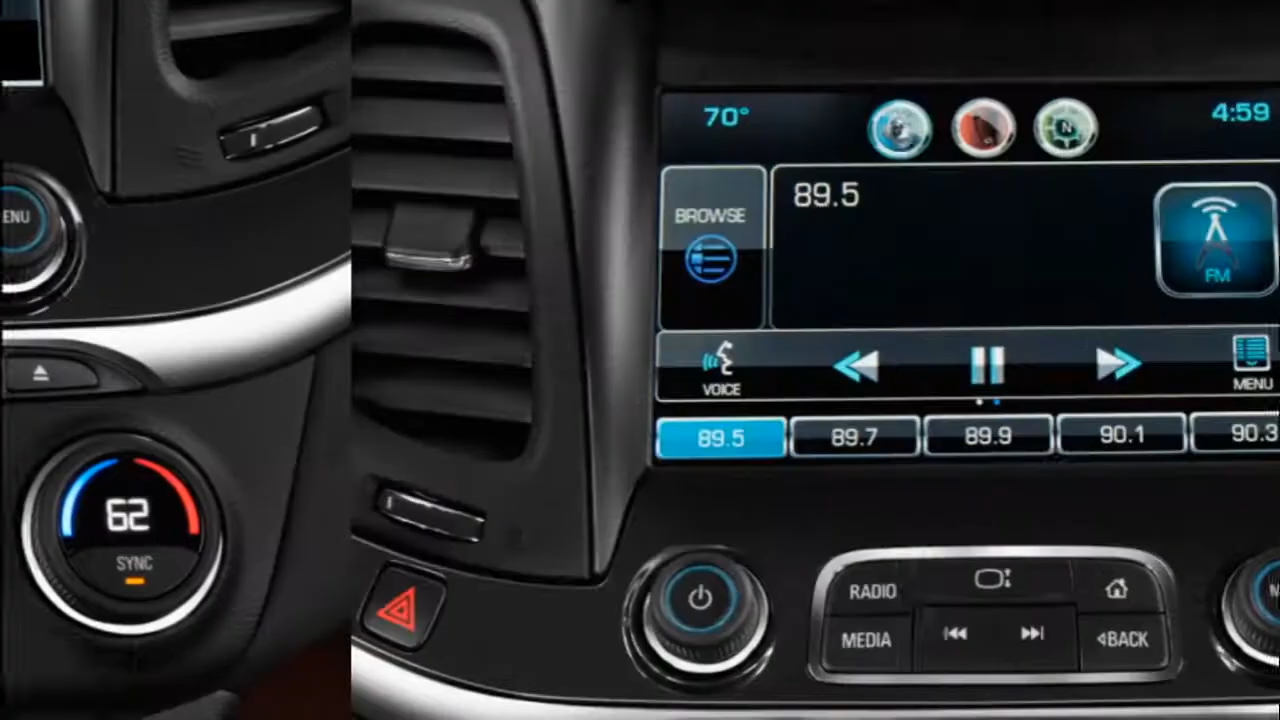 ENU
62
SYNC
70°
N
4:59
BROWSE
89.5
FM
VOICE
MENU
89.5
89.7
89.9
90.1
90.3
RADIO
MEDIA
BACK